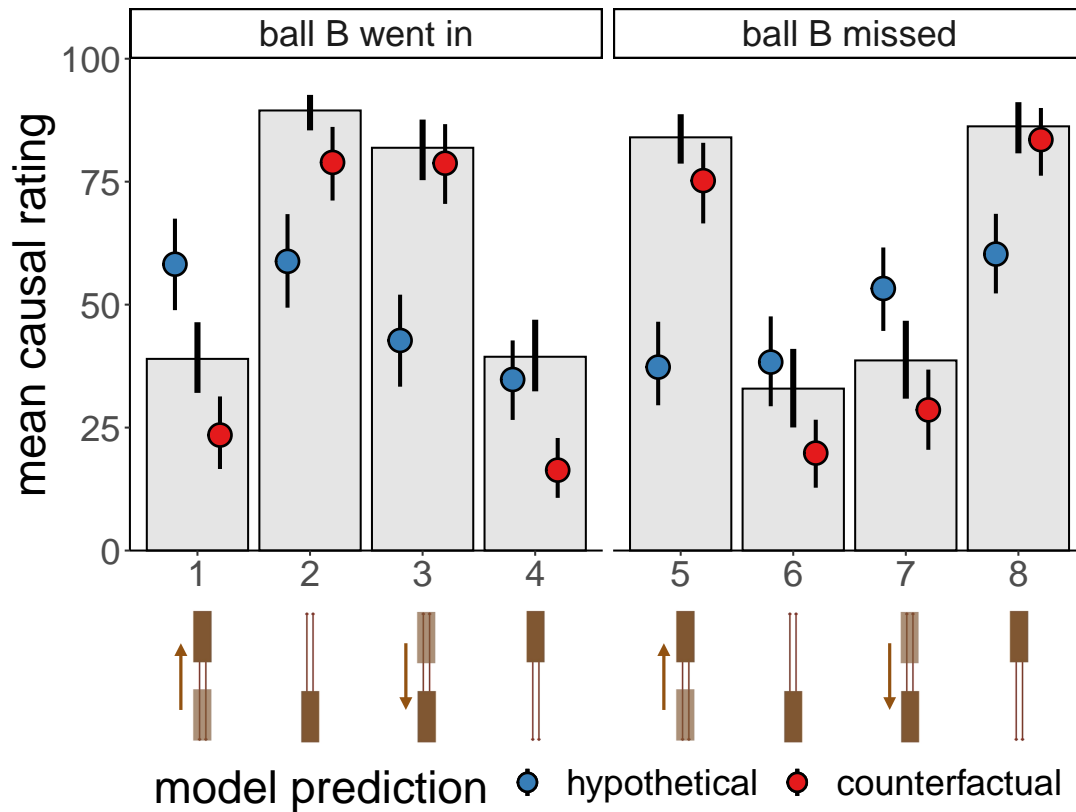 ball B went in
ball B missed
mean causal rating
100
75
50
25
0
1 2 3 4 5 6 7 8
model prediction hypothetical counterfactual